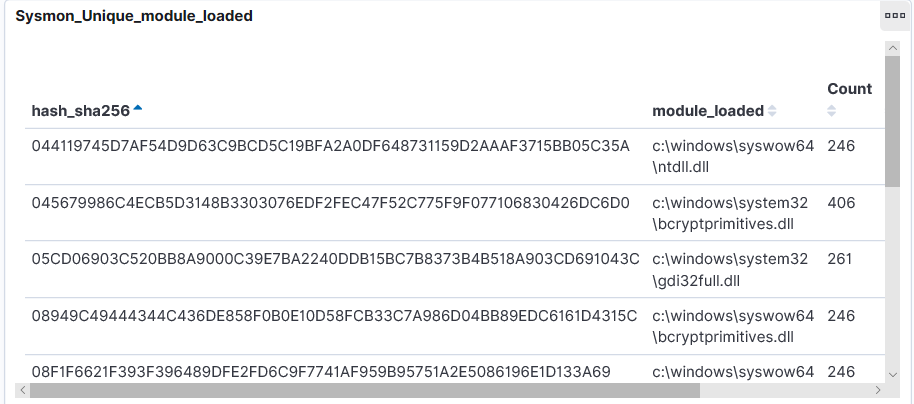 Sysmon_Unique_module_loaded
Count
hash_sha256 module_loaded
044119745D7AF54D9D63C9BCD5C19BFA2A0DF648731159D2AAAF3715BB05C35A c:\windows\syswow64 246
\ntdll.dll
045679986C4ECB5D3148B3303076EDF2FEC47F52C775F9F077106830426DC6D0 c:\windows\system32 406
\bcryptprimitives.dll
05CD06903C520BB8A9000C39E7BA2240DDB15BC7B8373B4B518A903CD691043C c:\windows\system32 261
\gdi32full.dll
08949C49444344C436DE858F0B0E10D58FCB33C7A986D04BB89EDC6161D4315C c:\windows\syswow64 246
\bcryptprimitives.dll
08F1F6621F393F396489DFE2FD6C9F7741AF959B95751A2E5086196E1D133A69 c:\windows\syswow64 246